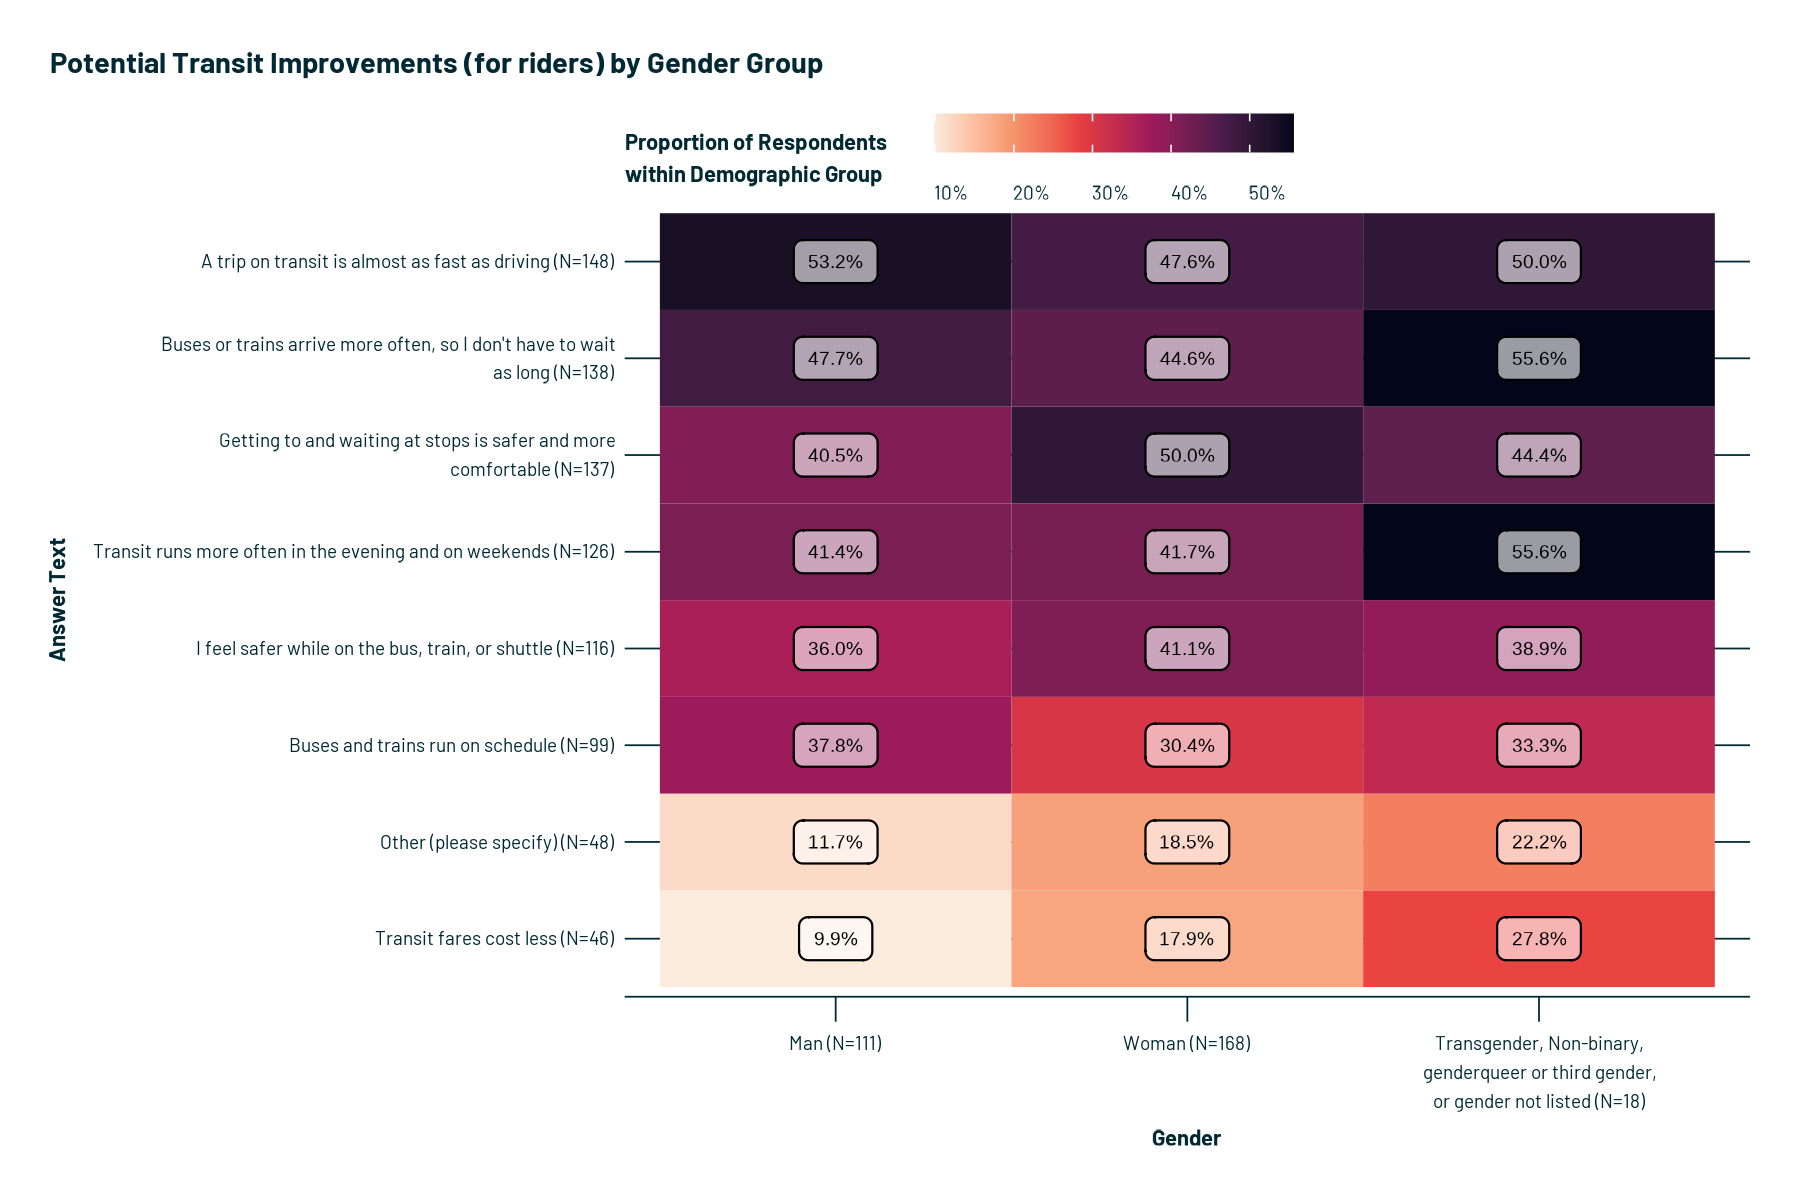 Potential Transit Improvements (for riders) by Gender Group
Proportion of Respondents
within Demographic Group
10% 20% 30% 40% 50%
A trip on transit is almost as fast as driving (N=148) 53.2% 47.6% 50.0%
Buses or trains arrive more often, so I don't have to wait
as long (N=138) 47.7% 44.6% 55.6%
Getting to and waiting at stops is safer and more
comfortable (N=137) 40.5% 50.0% 44.4%
Transit runs more often in the evening and on weekends (N=126) 41.4% 41.7% 55.6%
I feel safer while on the bus, train, or shuttle (N=116) 36.0% 41.1% 38.9%
Buses and trains run on schedule (N=99) 37.8% 30.4% 33.3%
Other (please specify) (N=48) 11.7% 18.5% 22.2%
Transit fares cost less (N=46) 9.9% 17.9% 27.8%
Answer Text
Man (N=111) Woman (N=168) Transgender, Non-binary,
genderqueer or third gender,
or gender not listed (N=18)
Gender